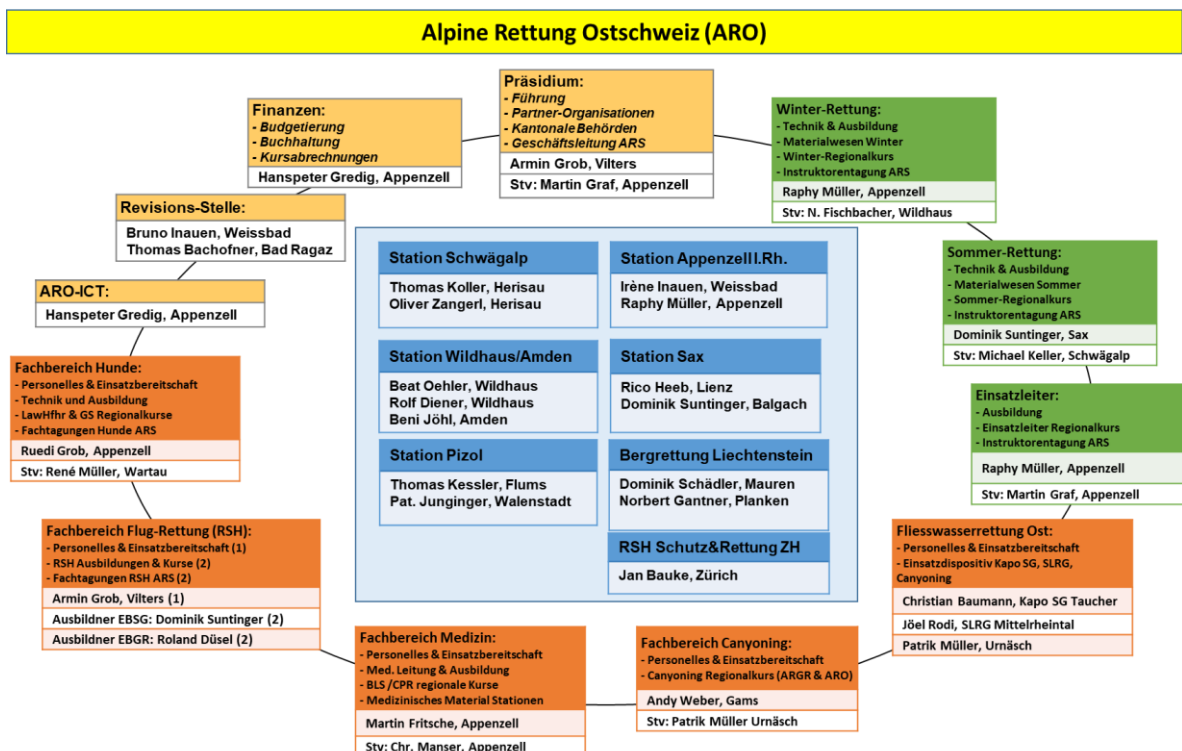 Alpine Rettung Ostschweiz (ARO)
Präsidium:
- Führung
- Partner-Organisationen
- Kantonale Behörden
- Geschäftsleitung ARS
Armin Grob, Vilters
Stv: Martin Graf, Appenzell
Finanzen:
- Budgetierung
- Buchhaltung
- Kursabrechnungen
Hanspeter Gredig, Appenzell
Revisions-Stelle:
Bruno Inauen, Weissbad
Thomas Bachofner, Bad Ragaz
ARO-ICT:
Hanspeter Gredig, Appenzell
Winter-Rettung:
- Technik & Ausbildung
- Materialwesen Winter
- Winter-Regionalkurs
- Instruktorentagung ARS
Raphy Müller, Appenzell
Stv: N. Fischbacher, Wildhaus
Sommer-Rettung:
- Technik & Ausbildung
- Materialwesen Sommer
- Sommer-Regionalkurs
- Instruktorentagung ARS
Dominik Suntinger, Sax
Stv: Michael Keller, Schwägalp
Einsatzleiter:
- Ausbildung
- Einsatzleiter Regionalkurs
- Instruktorentagung ARS
Raphy Müller, Appenzell
Stv: Martin Graf, Appenzell
Station Schwägalp
Thomas Koller, Herisau
Oliver Zangerl, Herisau
Station Appenzell I.Rh.
Irène Inauen, Weissbad
Raphy Müller, Appenzell
Station Wildhaus/Amden
Beat Oehler, Wildhaus
Rolf Diener, Wildhaus
Beni Jöhl, Amden
Station Sax
Rico Heeb, Lienz
Dominik Suntinger, Balgach
Station Pizol
Thomas Kessler, Flums
Pat. Junginger, Walenstadt
Bergrettung Liechtenstein
Dominik Schädler, Mauren
Norbert Gantner, Planken
RSH Schutz&Rettung ZH
Jan Bauke, Zürich
Fachbereich Hunde:
- Personelles & Einsatzbereitschaft
- Technik und Ausbildung
- LawHfhr & GS Regionalkurse
- Fachtagungen Hunde ARS
Ruedi Grob, Appenzell
Stv: René Müller, Wartau
Fachbereich Flug-Rettung (RSH):
- Personelles & Einsatzbereitschaft (1)
- RSH Ausbildungen & Kurse (2)
- Fachtagungen RSH ARS (2)
Armin Grob, Vilters (1)
Ausbildner EBSG: Dominik Suntinger (2)
Ausbildner EBGR: Roland Düsel (2)
Fachbereich Medizin:
- Personelles & Einsatzbereitschaft
- Med. Leitung & Ausbildung
- BLS /CPR regionale Kurse
- Medizinisches Material Stationen
Martin Fritsche, Appenzell
Stv: Chr. Manser, Appenzell
Fachbereich Canyoning:
- Personelles & Einsatzbereitschaft
- Canyoning Regionalkurs (ARGR & ARO)
Andy Weber, Gams
Stv: Patrik Müller Urnäsch
Fliesswasserrettung Ost:
- Personelles & Einsatzbereitschaft
- Einsatzdispositiv Kapo SG, SLRG,
Canyoning
Christian Baumann, Kapo SG Taucher
Jöel Rodi, SLRG Mittelrheintal
Patrik Müller, Urnäsch